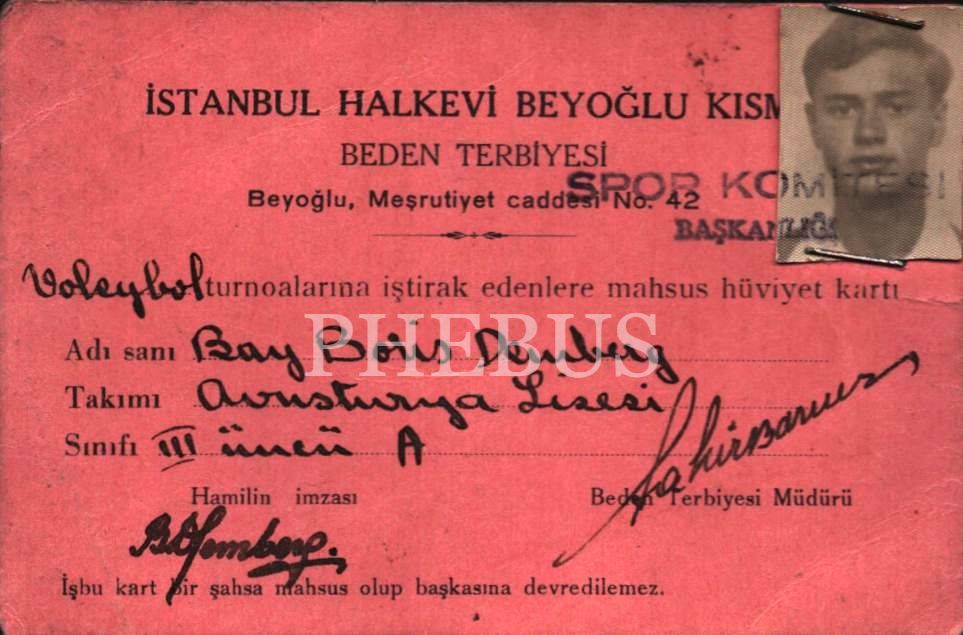 İSTANBUL HALKEVİ BEYOĞLU KISM
BEDEN TERBİYESİ
SPOR KOMİTESİ
Beyoğlu, Meşrutiyet caddesi No. 42
BAŞKANLIĞI
Voleybol turnoalarına iştirak edenlere mahsus hüviyet kartı
PHEBUS
Adı sanı Bay Boris Demberg
Takımı Avusturya Lisesi
Sınıfı III üncü A
Hamilin imzası
Beden Terbiyesi Müdürü
İşbu kart bir şahsa mahsus olup başkasına devredilemez.